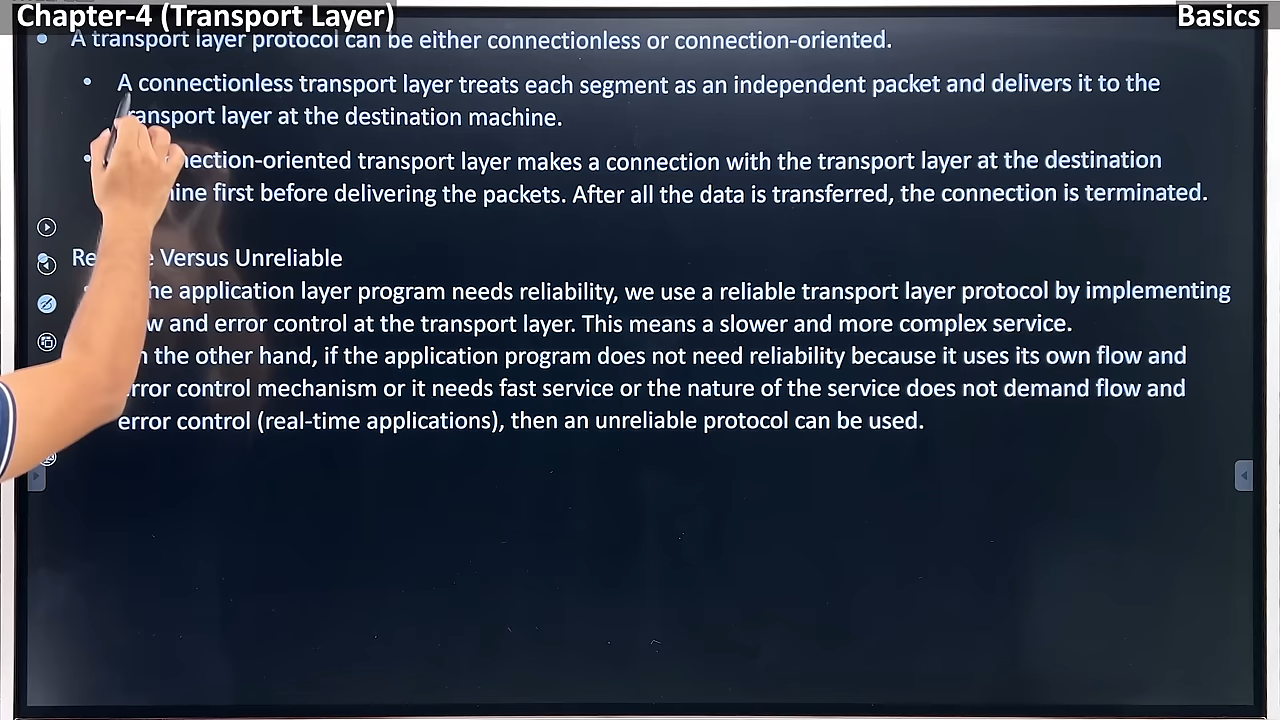 Chapter-4 (Transport Layer)
Basics
A transport layer protocol can be either connectionless or connection-oriented.
A connectionless transport layer treats each segment as an independent packet and delivers it to the
transport layer at the destination machine.
connection-oriented transport layer makes a connection with the transport layer at the destination
first before delivering the packets. After all the data is transferred, the connection is terminated.
Versus Unreliable
the application layer program needs reliability, we use a reliable transport layer protocol by implementing
and error control at the transport layer. This means a slower and more complex service.
the other hand, if the application program does not need reliability because it uses its own flow and
error control mechanism or it needs fast service or the nature of the service does not demand flow and
error control (real-time applications), then an unreliable protocol can be used.